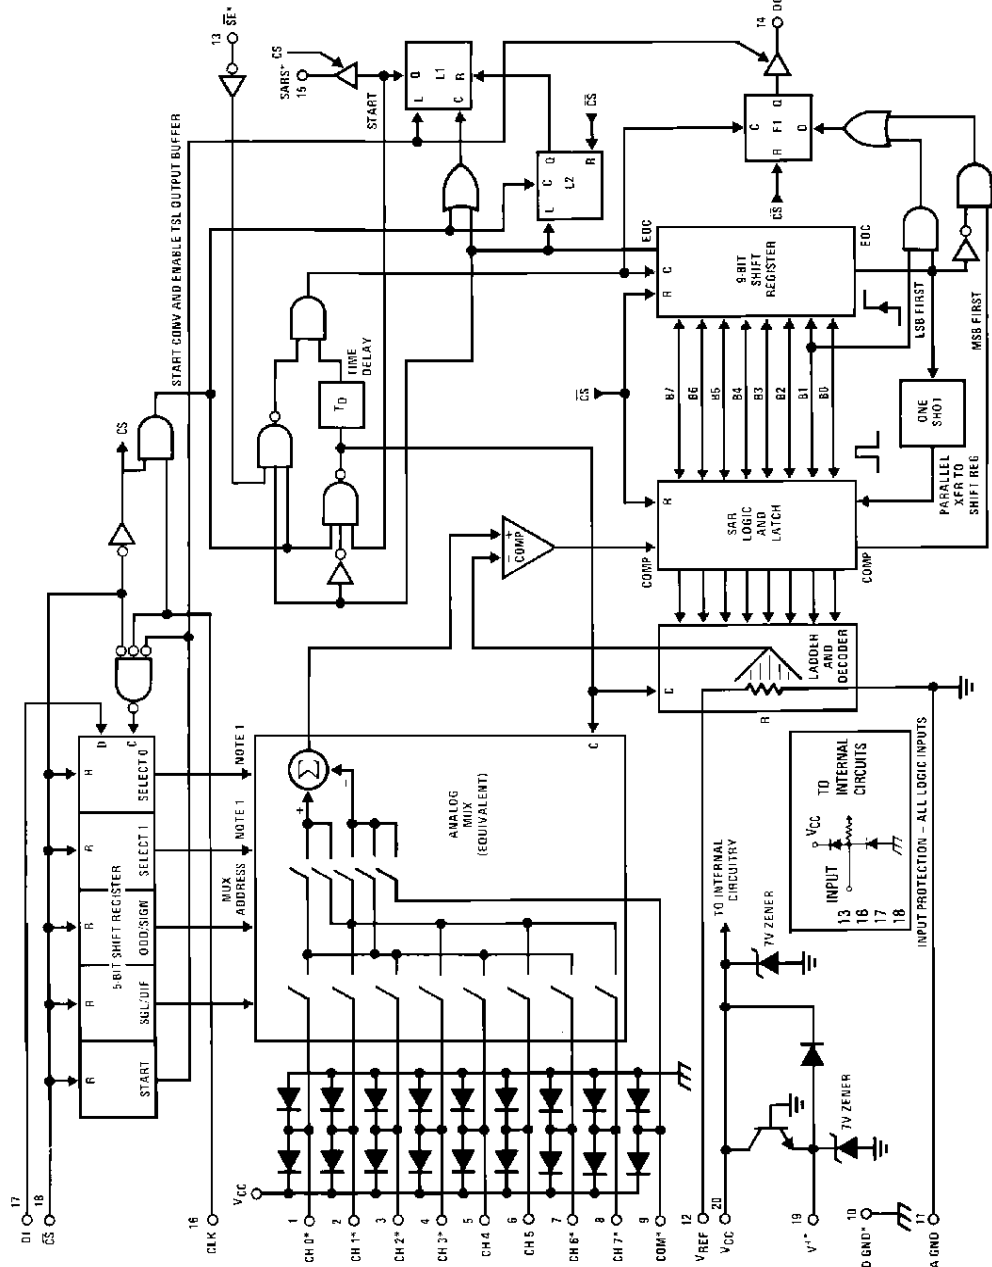 DI 17
CS 18
CLK 16
CH 0* 1
CH 1* 2
CH 2* 3
CH 3* 4
CH 4 5
CH 5 6
CH 6* 7
CH 7* 8
COM* 9
VREF 12
VCC 20
V+* 19
D GND* 10
A GND 11
VCC
5-BIT SHIFT REGISTER
START
SGL/DIF
ODD/SIGN
SELECT 1
SELECT 0
R
R
R
R
R
D
C
MUX
ADDRESS
NOTE 1
NOTE 1
ANALOG
MUX
(EQUIVALENT)
Σ
+
−
C
CS
START CONV AND ENABLE TSL OUTPUT BUFFER
TD
TIME
DELAY
13 SE*
SARS*
15
CS
START
L
Q
L1
C
R
L
C
Q
L2
R
CS
+
−
COMP
CS
COMP
R
SAR
LOGIC
AND
LATCH
COMP
LADDER
AND
DECODER
C
R
B7
B6
B5
B4
B3
B2
B1
B0
EOC
R
C
9-BIT
SHIFT
REGISTER
EOC
CS
C
R
F1
Q
D
14 DO
LSB FIRST
MSB FIRST
ONE
SHOT
PARALLEL
XFR TO
SHIFT REG
TO INTERNAL
CIRCUITRY
7V ZENER
7V ZENER
INPUT
VCC
TO
INTERNAL
CIRCUITS
13
16
17
18
INPUT PROTECTION – ALL LOGIC INPUTS